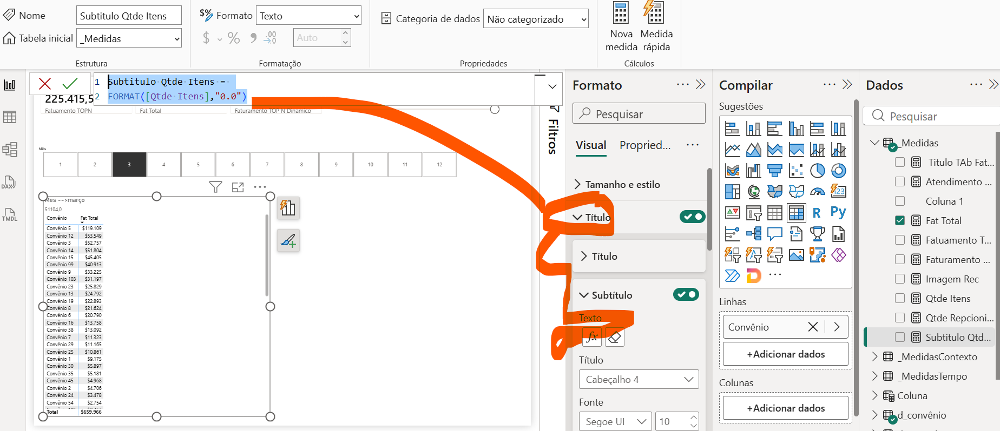 Nome
Subtitulo Qtde Itens
Formato
Texto
Categoria de dados
Não categorizado
Tabela inicial
_Medidas
$
%
Auto
Nova medida
Medida rápida
Estrutura
Formatação
Propriedades
Cálculos
1 Subtitulo Qtde Itens =
2 FORMAT([Qtde Itens],"0.0")
225.415,5
Fatuamento TOPN
Fat Total
Faturamento TOP N Dinamico
DAX
TMDL
Mês
1 2 3 4 5 6 7 8 9 10 11 12
Mes -->março
51104,0
Convênio Fat Total
Convênio 5 $119.109
Convênio 12 $53.549
Convênio 3 $52.757
Convênio 14 $51.804
Convênio 15 $45.405
Convênio 99 $40.913
Convênio 9 $33.225
Convênio 103 $31.197
Convênio 23 $25.829
Convênio 13 $24.792
Convênio 19 $22.893
Convênio 8 $21.624
Convênio 6 $20.790
Convênio 16 $13.758
Convênio 38 $13.092
Convênio 7 $11.323
Convênio 29 $11.165
Convênio 25 $10.861
Convênio 1 $9.175
Convênio 30 $5.897
Convênio 35 $5.181
Convênio 45 $4.968
Convênio 2 $4.706
Convênio 24 $3.478
Convênio 54 $2.754
Total $659.966
Filtros
Formato
Pesquisar
Visual
Propried...
Tamanho e estilo
Título
Título
Subtítulo
Texto
fx
Título
Cabeçalho 4
Fonte
Segoe UI
10
Compilar
Sugestões
123
R
Py
Linhas
Convênio
+Adicionar dados
Colunas
+Adicionar dados
Dados
Pesquisar
_Medidas
Titulo TAb Fat...
Atendimento ...
Coluna 1
Fat Total
Fatuamento T...
Faturamento ...
Imagem Rec
Qtde Itens
Qtde Repcioni...
Subtitulo Qtd...
_MedidasContexto
_MedidasTempo
Coluna
d_convênio